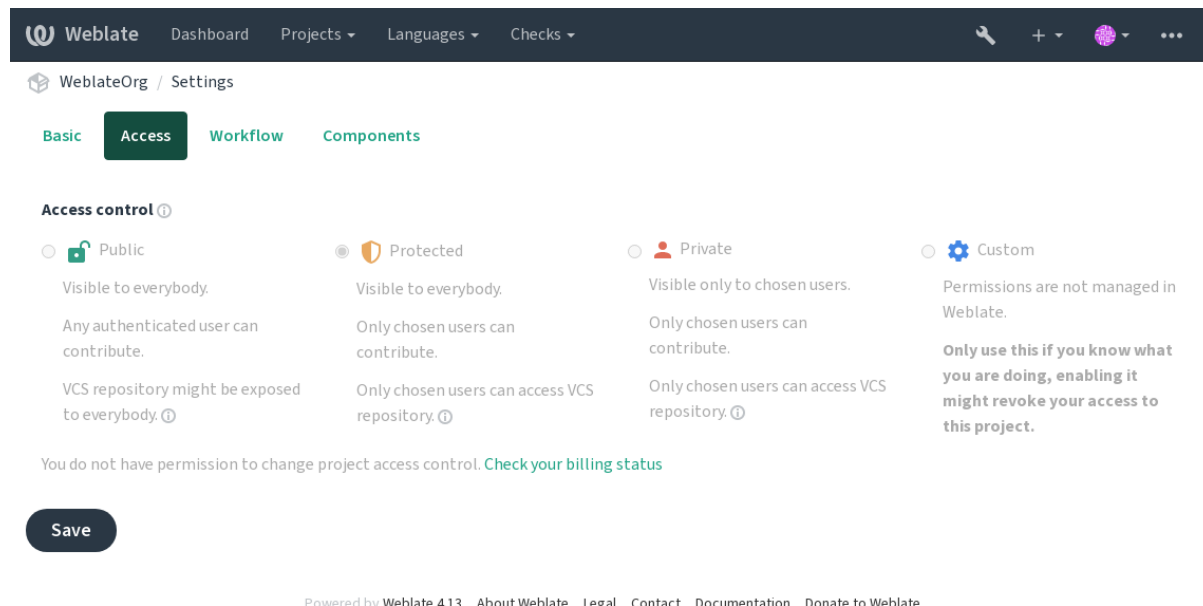 Weblate Dashboard Projects Languages Checks
WeblateOrg / Settings
Basic Access Workflow Components
Access control
Public
Visible to everybody.
Any authenticated user can
contribute.
VCS repository might be exposed
to everybody.
Protected
Visible to everybody.
Only chosen users can
contribute.
Only chosen users can access VCS
repository.
Private
Visible only to chosen users.
Only chosen users can
contribute.
Only chosen users can access VCS
repository.
Custom
Permissions are not managed in
Weblate.
Only use this if you know what
you are doing, enabling it
might revoke your access to
this project.
You do not have permission to change project access control. Check your billing status
Save
Powered by Weblate 4.13 About Weblate Legal Contact Documentation Donate to Weblate